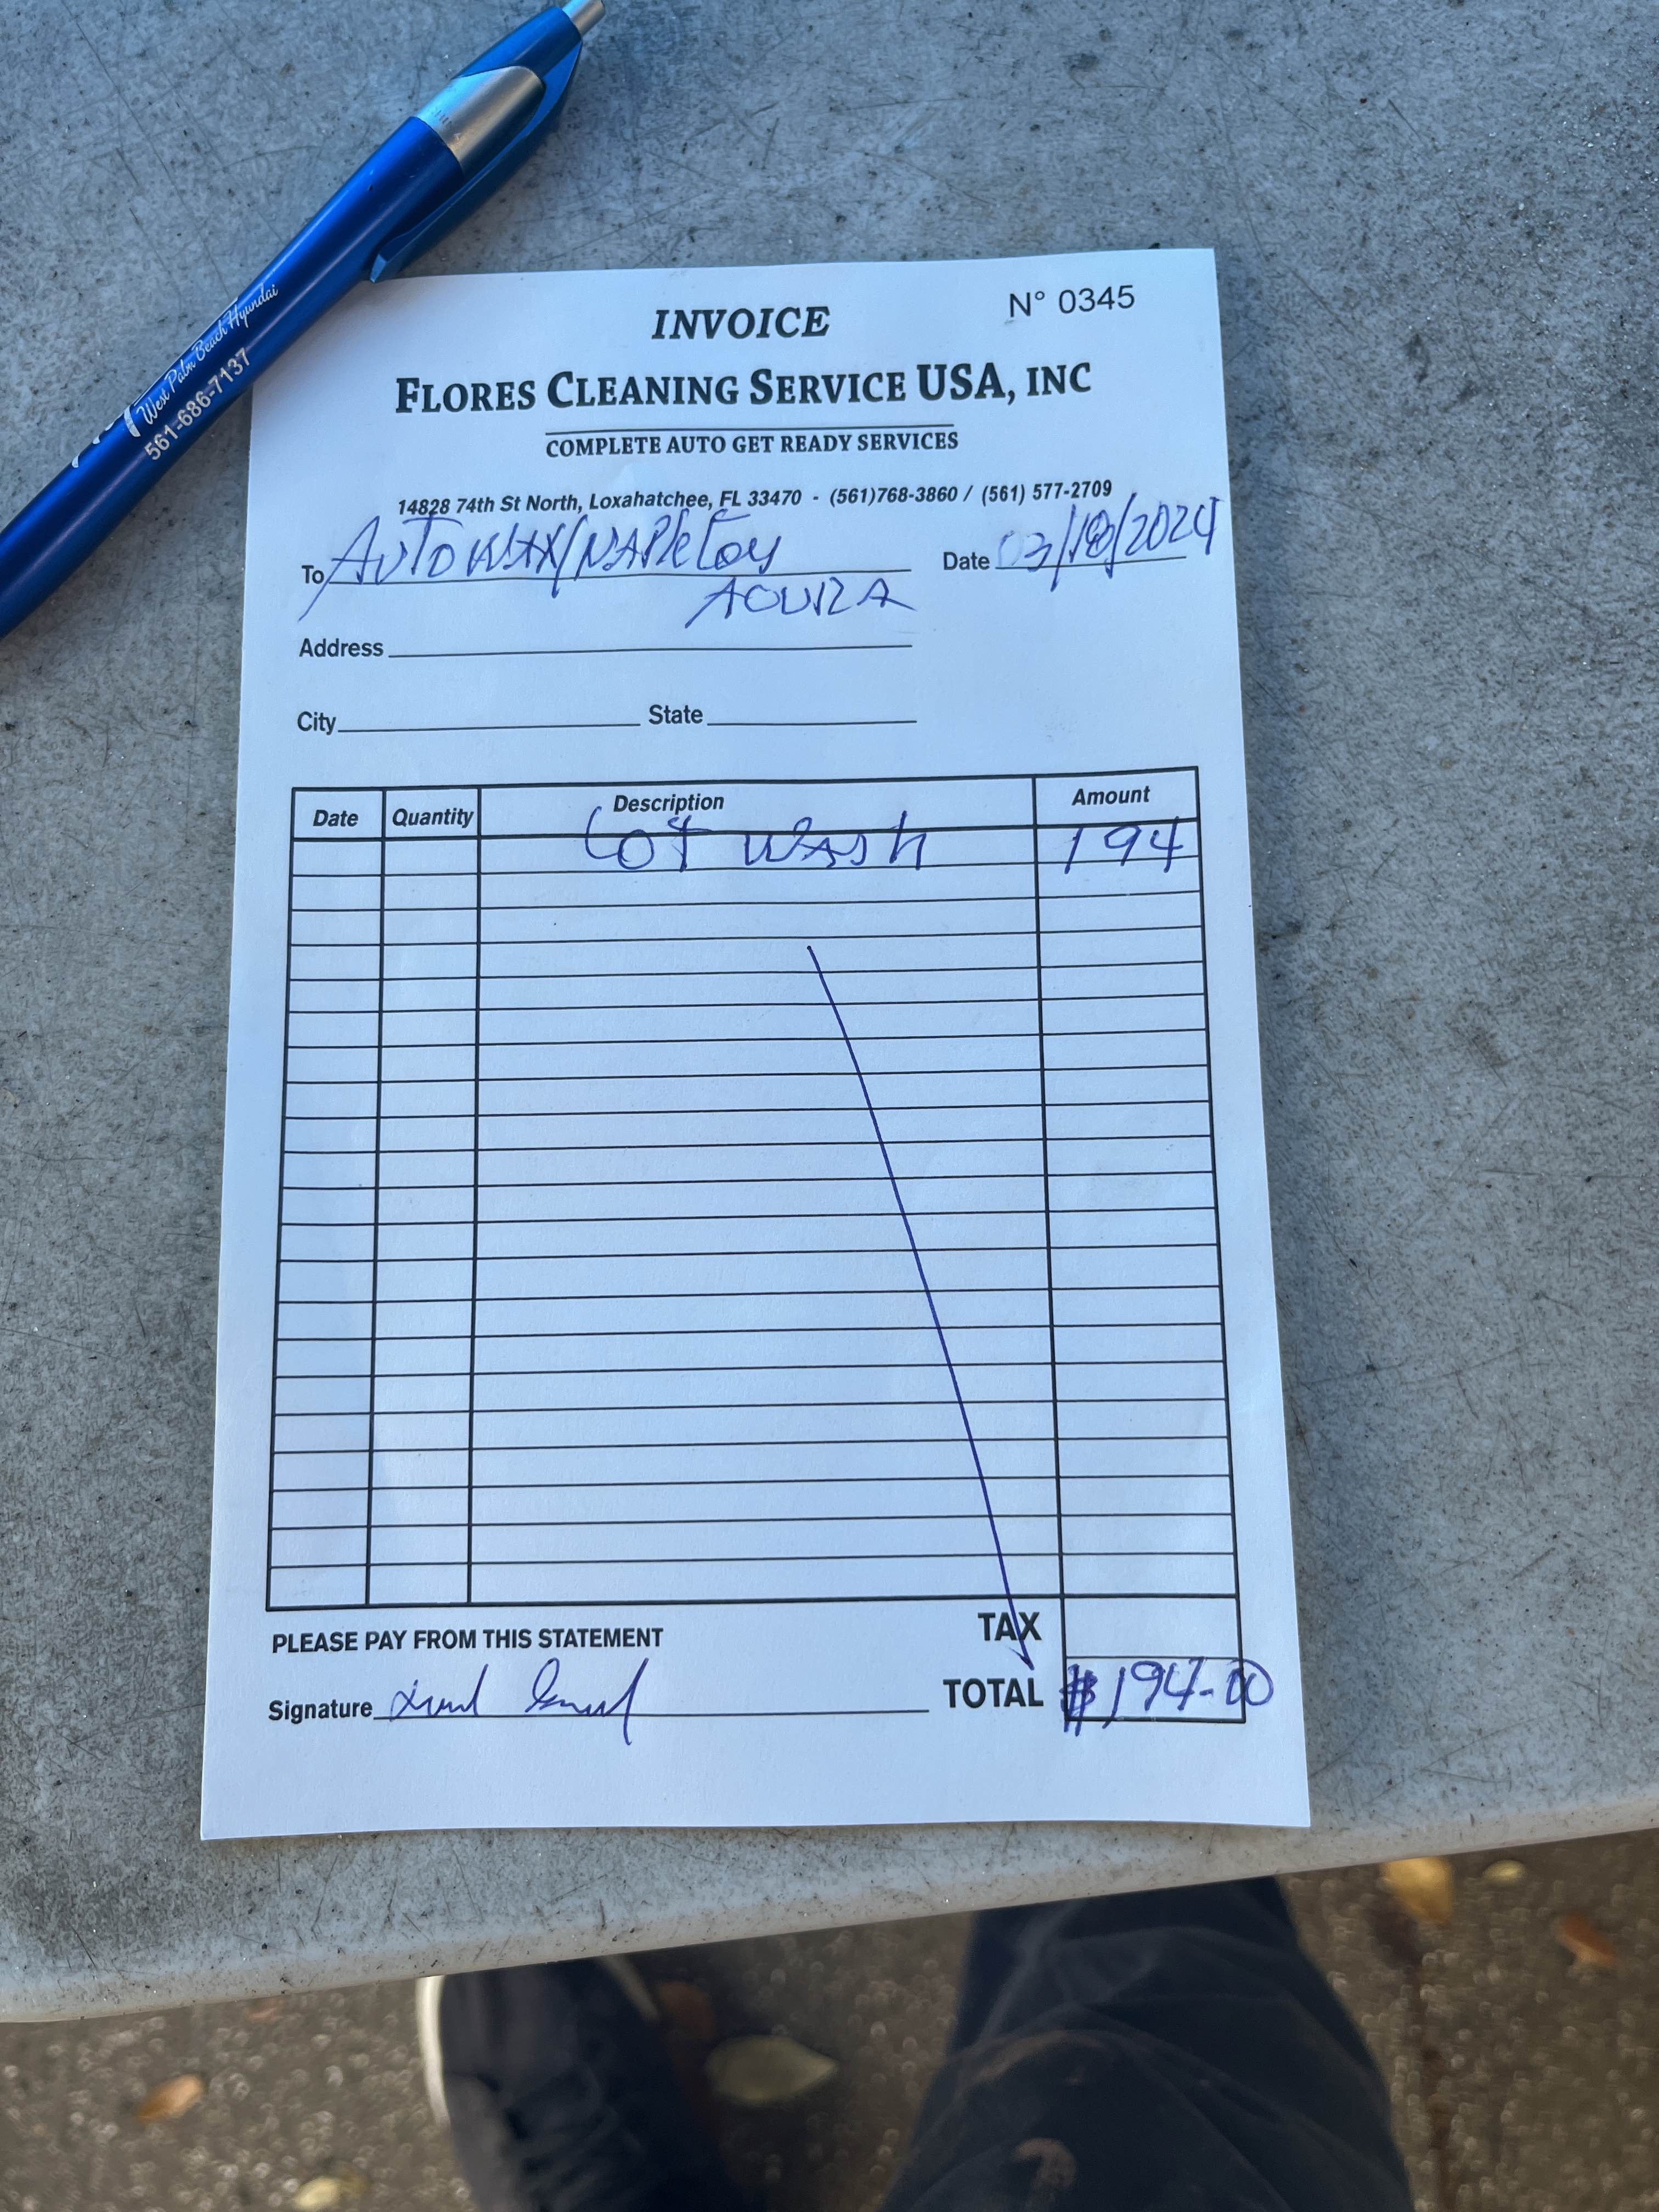 West Palm Beach Hyundai
561-686-7137
INVOICE
N° 0345
FLORES CLEANING SERVICE USA, INC
COMPLETE AUTO GET READY SERVICES
14828 74th St North, Loxahatchee, FL 33470 - (561)768-3860 / (561) 577-2709
To AUTO WAX/NAPLETON Date 03/18/2024
ACURA
Address
City State
Date Quantity Description Amount
LOT WASH 194
PLEASE PAY FROM THIS STATEMENT
TAX
Signature
TOTAL $194-00